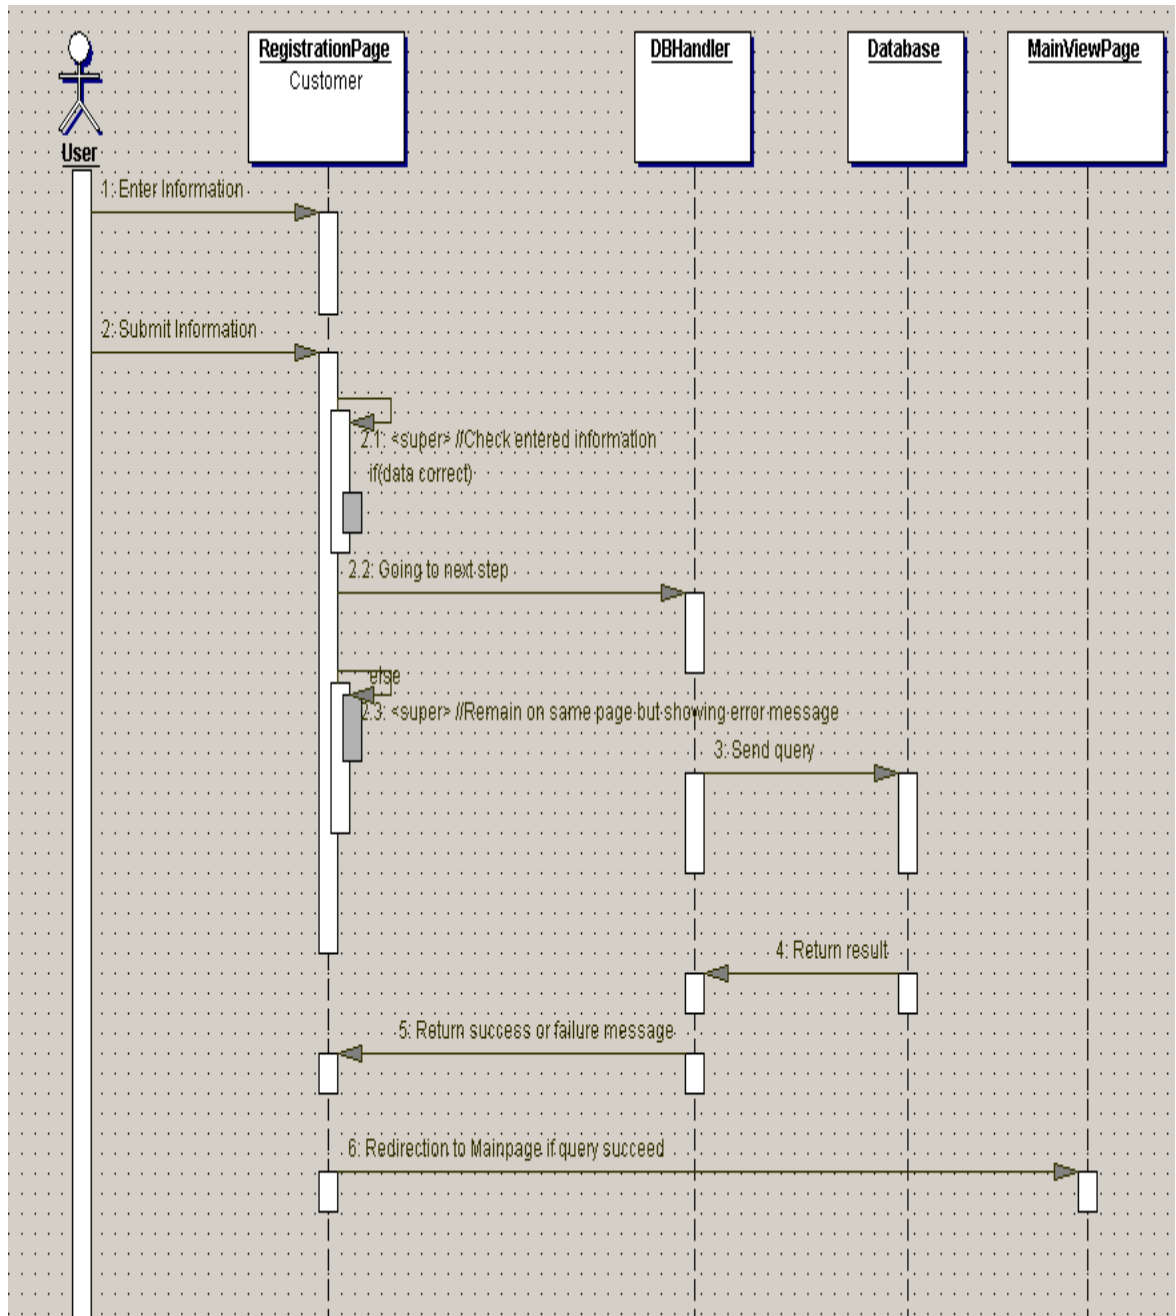 RegistrationPage
Customer
DBHandler
Database
MainViewPage
User
1: Enter Information
2: Submit Information
2.1: <super> //Check entered information
if(data correct)
2.2: Going to next step
else
2.3: <super> //Remain on same page but showing error message
3: Send query
4: Return result
5: Return success or failure message
6: Redirection to Mainpage if query succeed